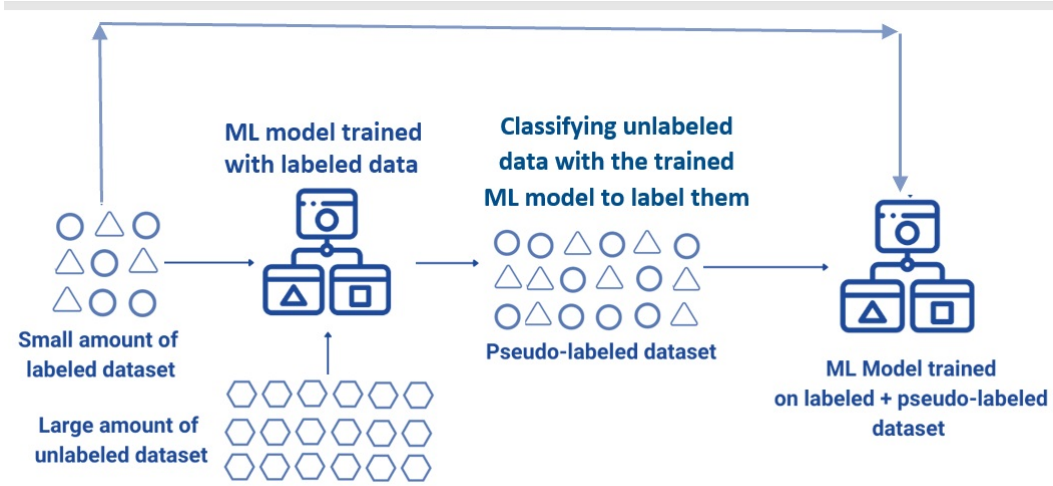 ML model trained
with labeled data
Classifying unlabeled
data with the trained
ML model to label them
Small amount of
labeled dataset
Pseudo-labeled dataset
Large amount of
unlabeled dataset
ML Model trained
on labeled + pseudo-labeled
dataset